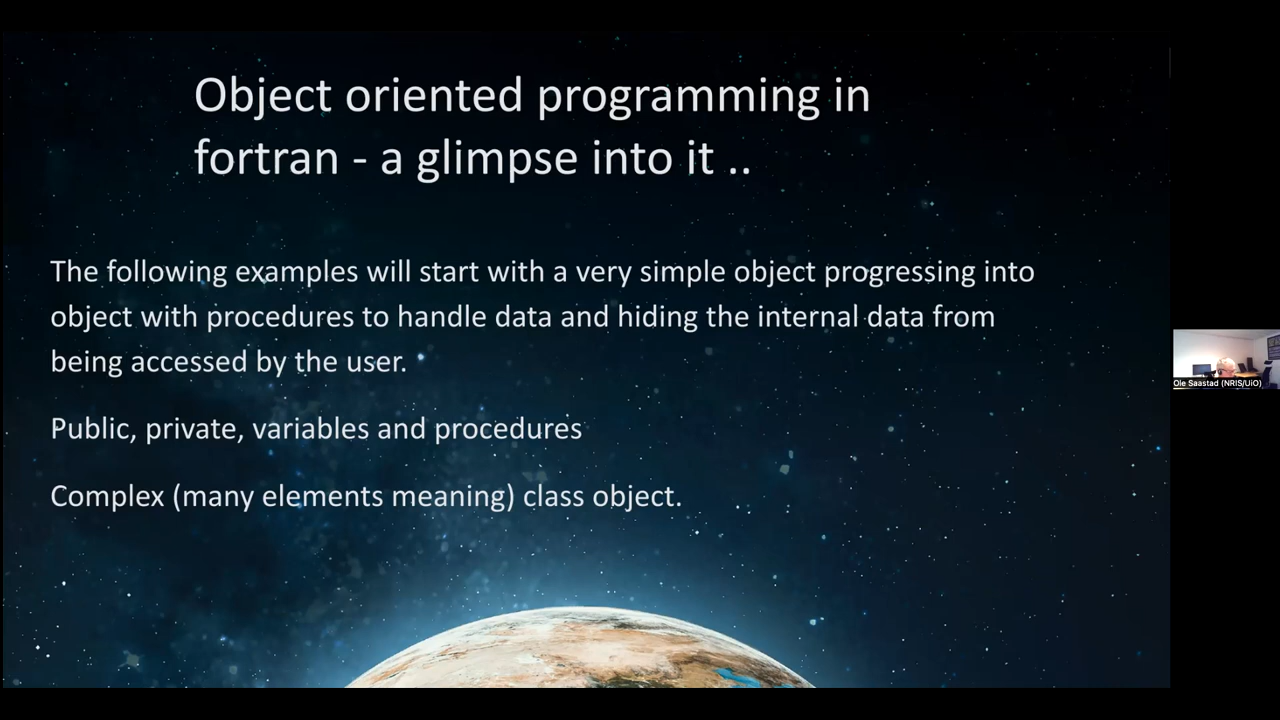 Object oriented programming in
fortran - a glimpse into it ..
The following examples will start with a very simple object progressing into
object with procedures to handle data and hiding the internal data from
being accessed by the user.
Public, private, variables and procedures
Complex (many elements meaning) class object.
Ole Saastad (NRIS/UiO)